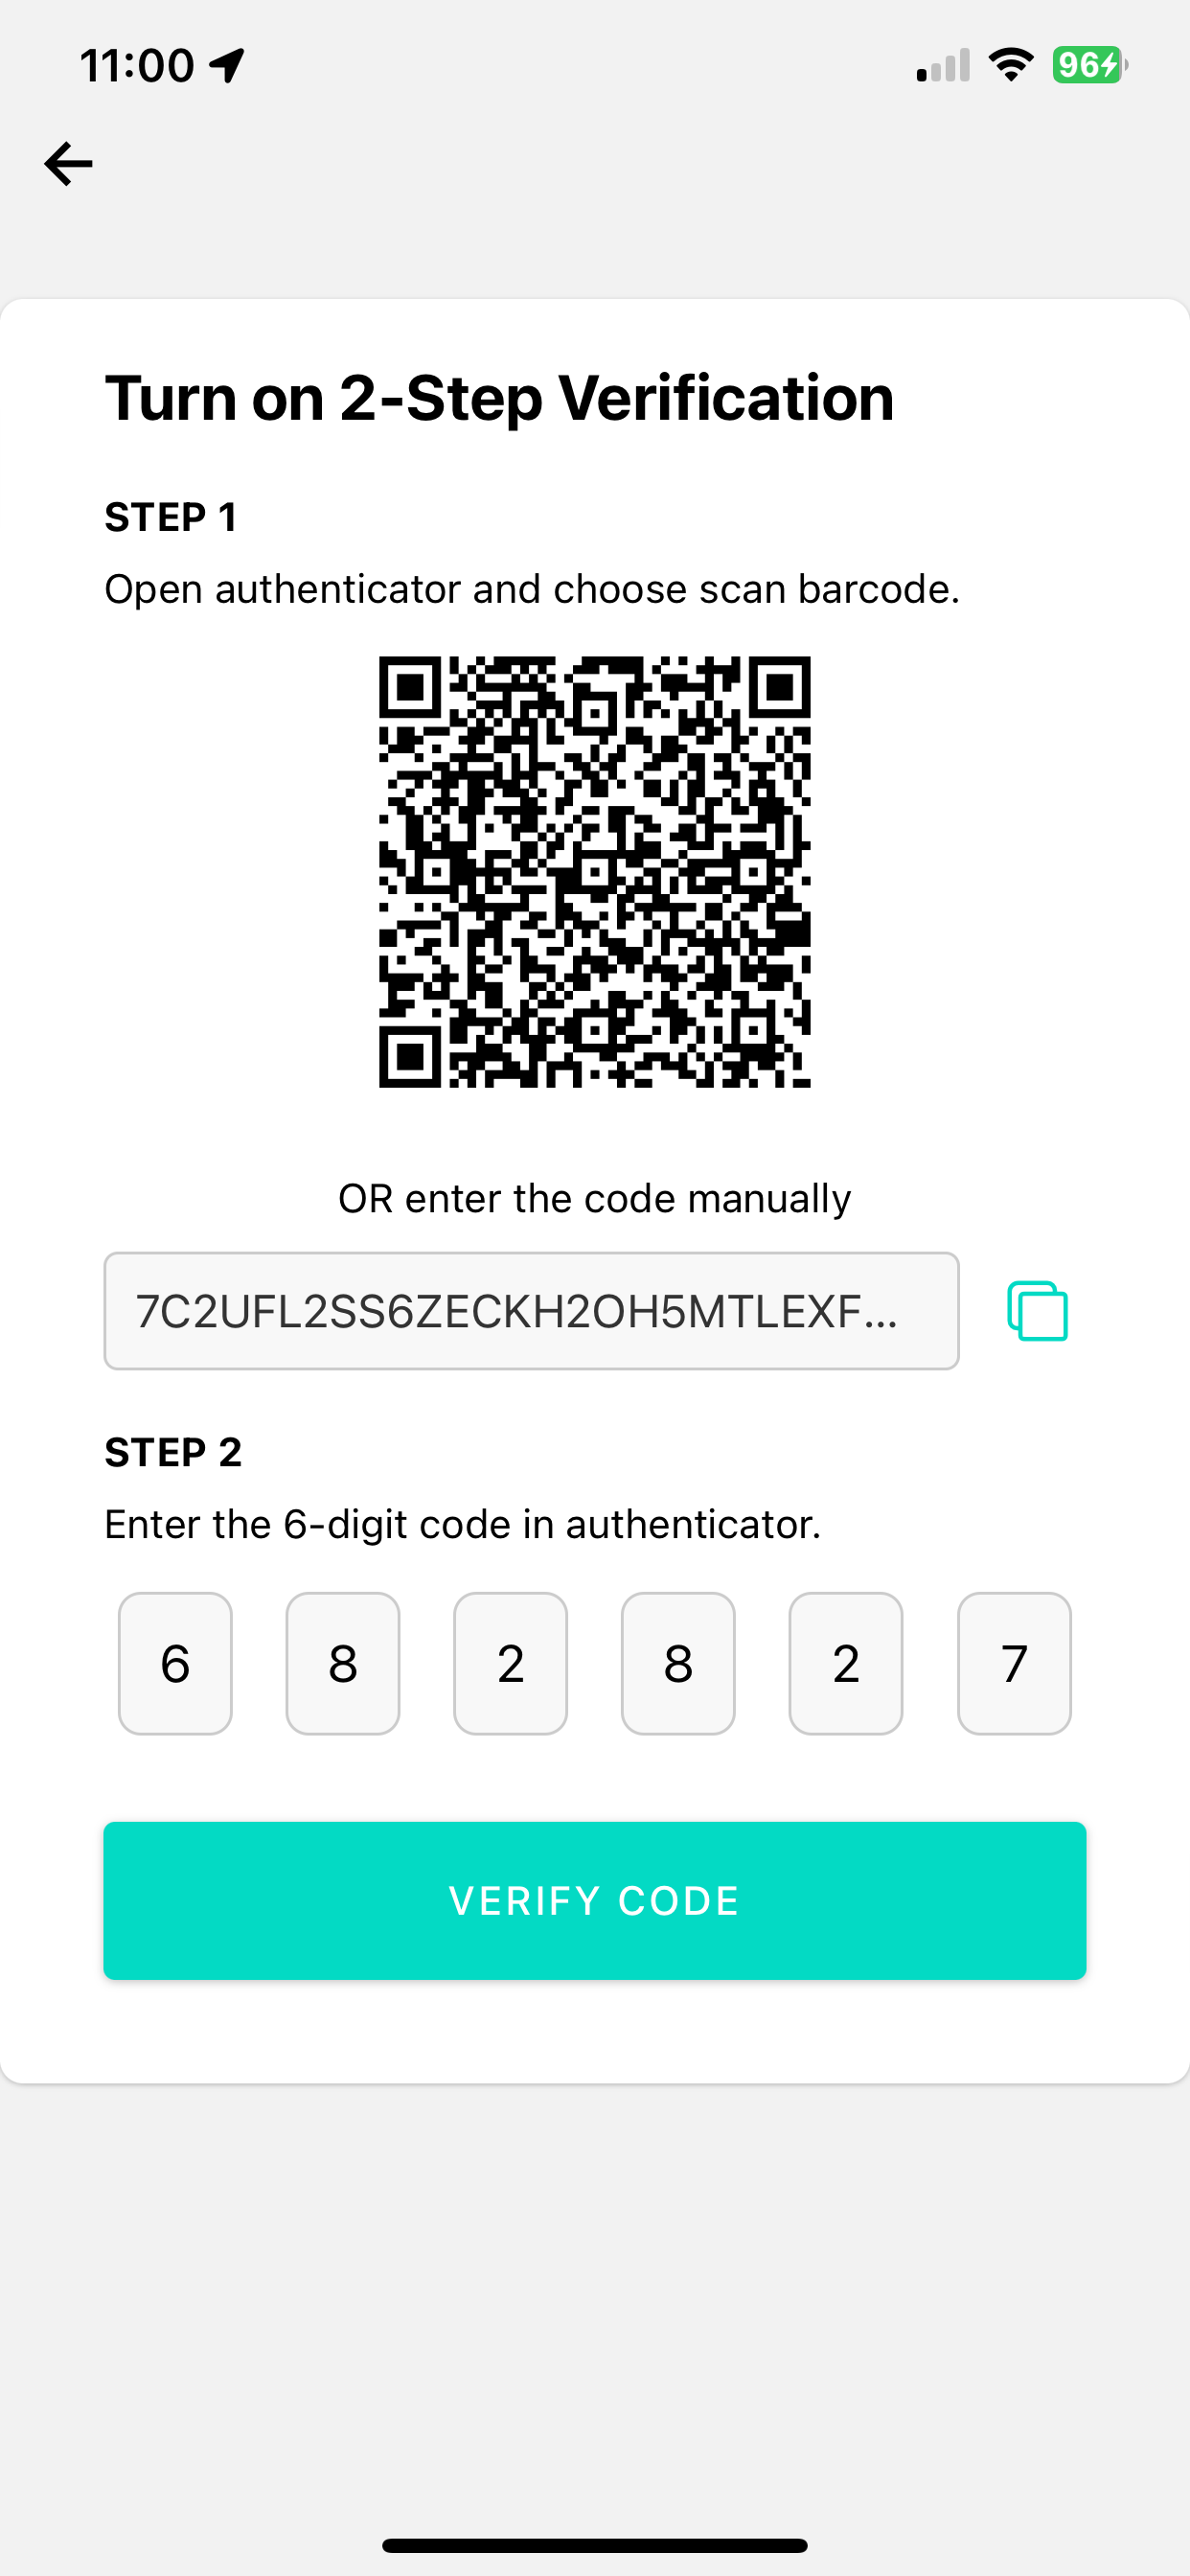 11:00
96
Turn on 2-Step Verification
STEP 1
Open authenticator and choose scan barcode.
OR enter the code manually
7C2UFL2SS6ZECKH2OH5MTLEXF...
STEP 2
Enter the 6-digit code in authenticator.
6 8 2 8 2 7
VERIFY CODE